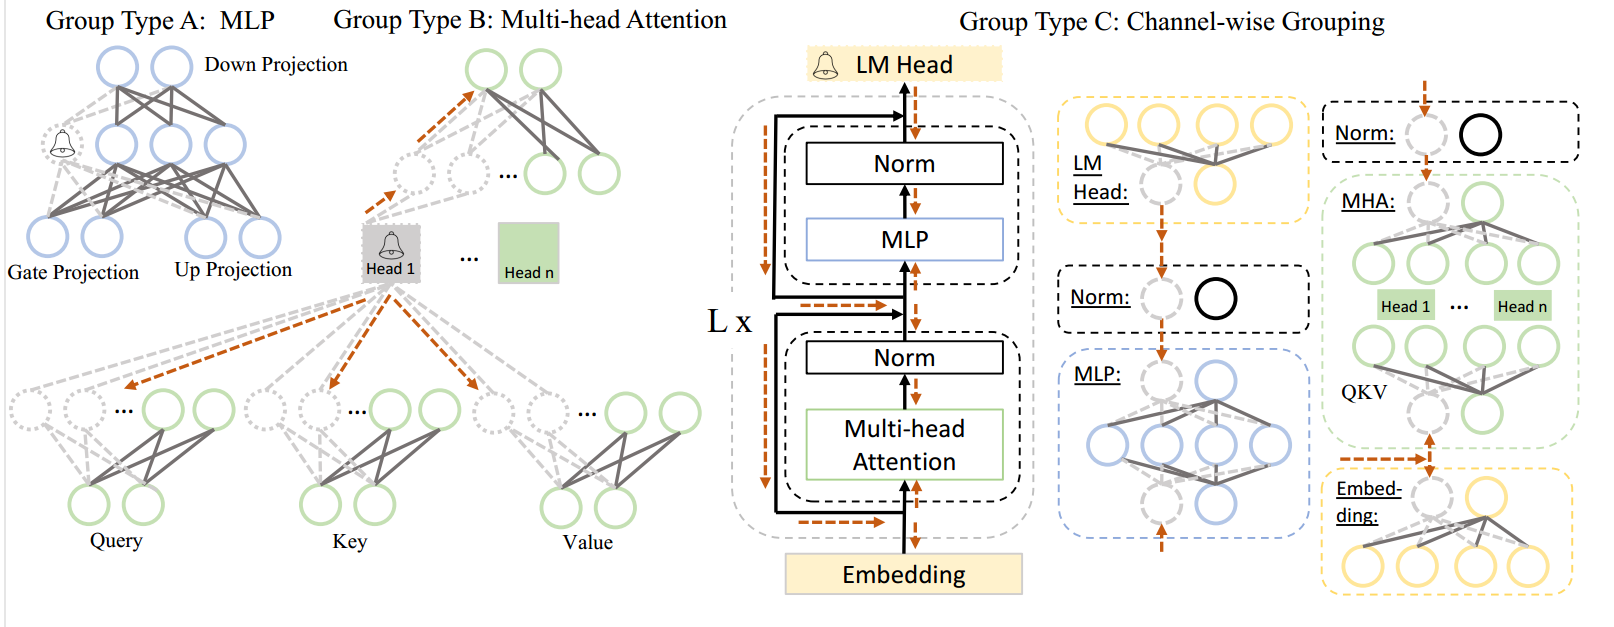 Group Type A: MLP
Group Type B: Multi-head Attention
Group Type C: Channel-wise Grouping
Down Projection
Gate Projection
Up Projection
Head 1
...
Head n
...
...
...
...
Query
Key
Value
L x
LM Head
Norm
MLP
Norm
Multi-head
Attention
Embedding
LM
Head:
Norm:
MLP:
Norm:
MHA:
Head 1
...
Head n
QKV
Embed-
ding: